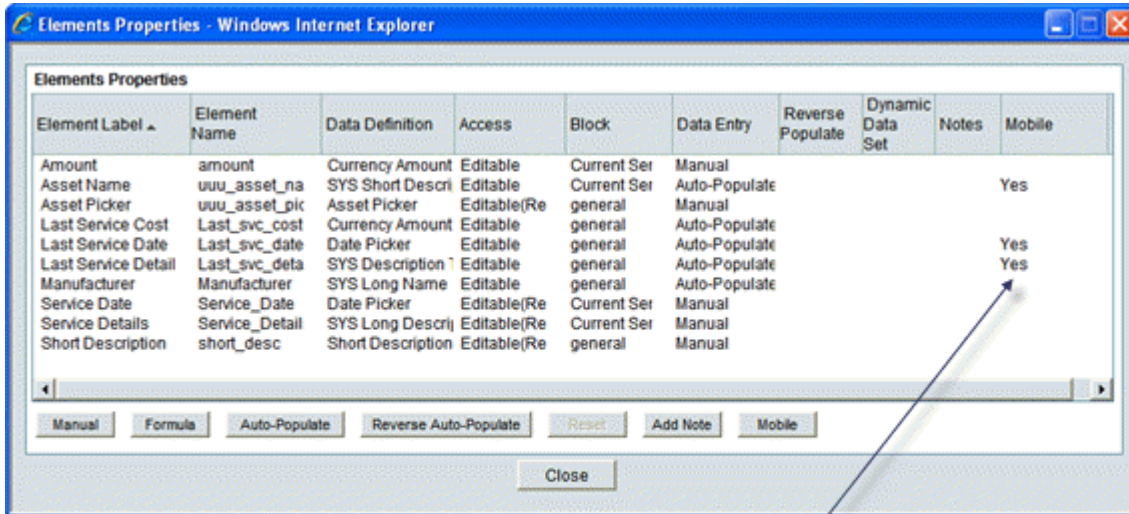 Elements Properties - Windows Internet Explorer
Elements Properties
Element Label Element Name Data Definition Access Block Data Entry Reverse Populate Dynamic Data Set Notes Mobile
Amount amount Currency Amount Editable Current Ser Manual
Asset Name uuu_asset_na SYS Short Descri Editable Current Ser Auto-Populate Yes
Asset Picker uuu_asset_pic Asset Picker Editable(Re general Manual
Last Service Cost Last_svc_cost Currency Amount Editable general Auto-Populate
Last Service Date Last_svc_date Date Picker Editable general Auto-Populate Yes
Last Service Detail Last_svc_deta SYS Description T Editable general Auto-Populate Yes
Manufacturer Manufacturer SYS Long Name Editable general Auto-Populate
Service Date Service_Date Date Picker Editable(Re Current Ser Manual
Service Details Service_Detail SYS Long Descri Editable(Re Current Ser Manual
Short Description short_desc Short Description Editable(Re general Manual
Manual Formula Auto-Populate Reverse Auto-Populate Reset Add Note Mobile
Close